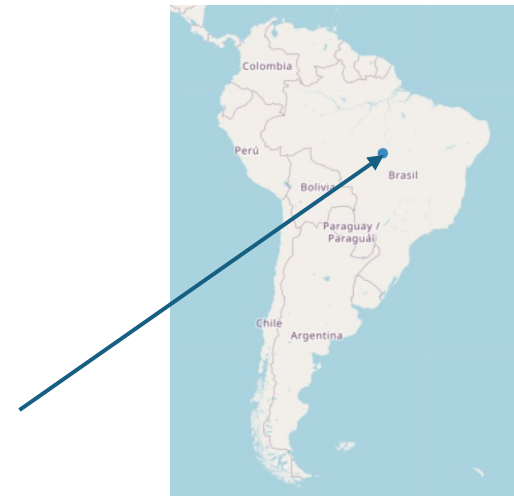 Colombia
Perú
Brasil
Bolivia
Paraguay /
Paraguái
Chile
Argentina